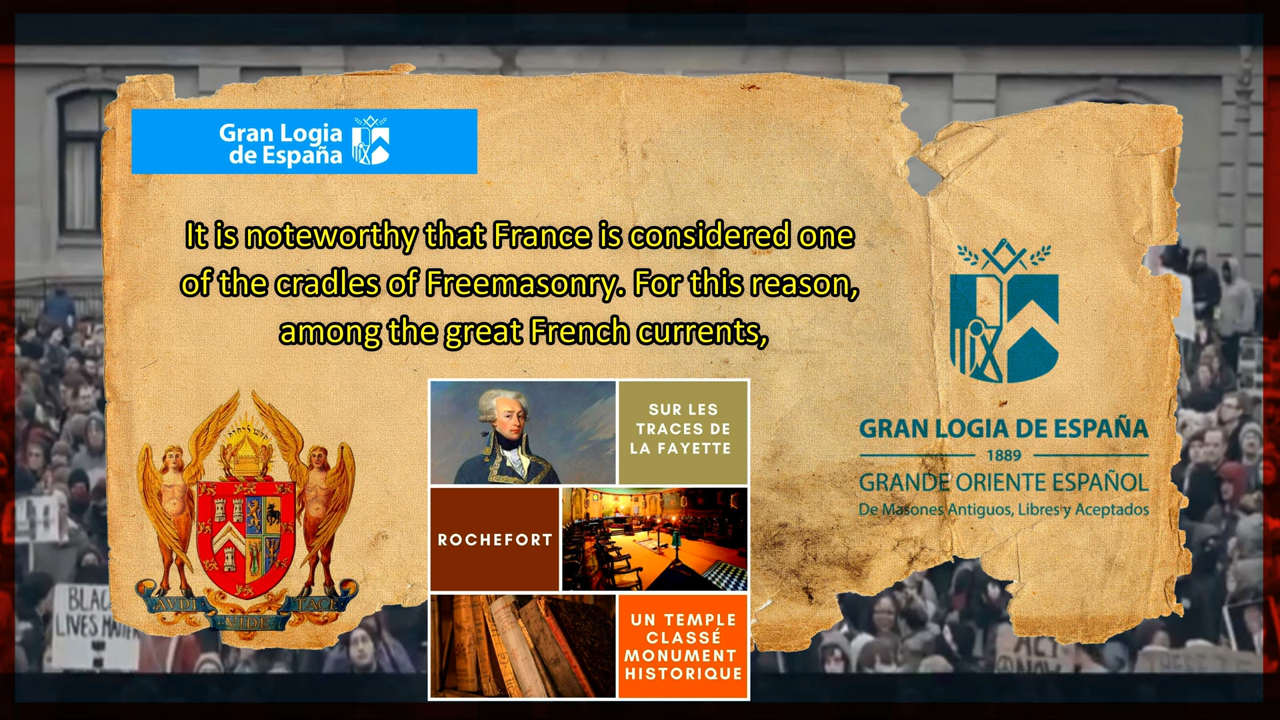 Gran Logia
de España
It is noteworthy that France is considered one
of the cradles of Freemasonry. For this reason,
among the great French currents,
GRAN LOGIA DE ESPAÑA
1889
GRANDE ORIENTE ESPAÑOL
De Masones Antiguos, Libres y Aceptados
SUR LES
TRACES DE
LA FAYETTE
ROCHEFORT
UN TEMPLE
CLASSÉ
MONUMENT
HISTORIQUE
AVDI
VIDE
TACE
BLACK
LIVES MATTER
ACT
NOW